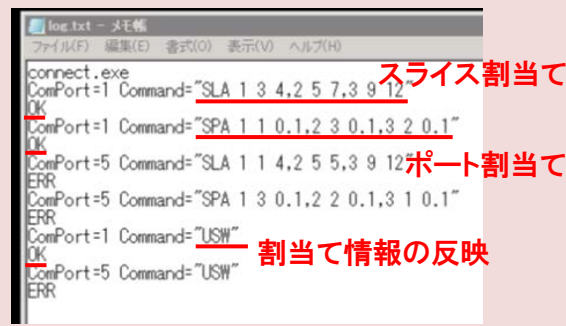 log.txt - メモ帳
ファイル(F) 編集(E) 書式(O) 表示(V) ヘルプ(H)
connect.exe
スライス割当て
ComPort=1 Command="SLA 1 3 4,2 5 7,3 9 12"
OK
ComPort=1 Command="SPA 1 1 0.1,2 3 0.1,3 2 0.1"
OK
ComPort=5 Command="SLA 1 1 4,2 5 5,3 9 12"
ポート割当て
ERR
ComPort=5 Command="SPA 1 3 0.1,2 2 0.1,3 1 0.1"
ERR
ComPort=1 Command="USW"
割当て情報の反映
OK
ComPort=5 Command="USW"
ERR